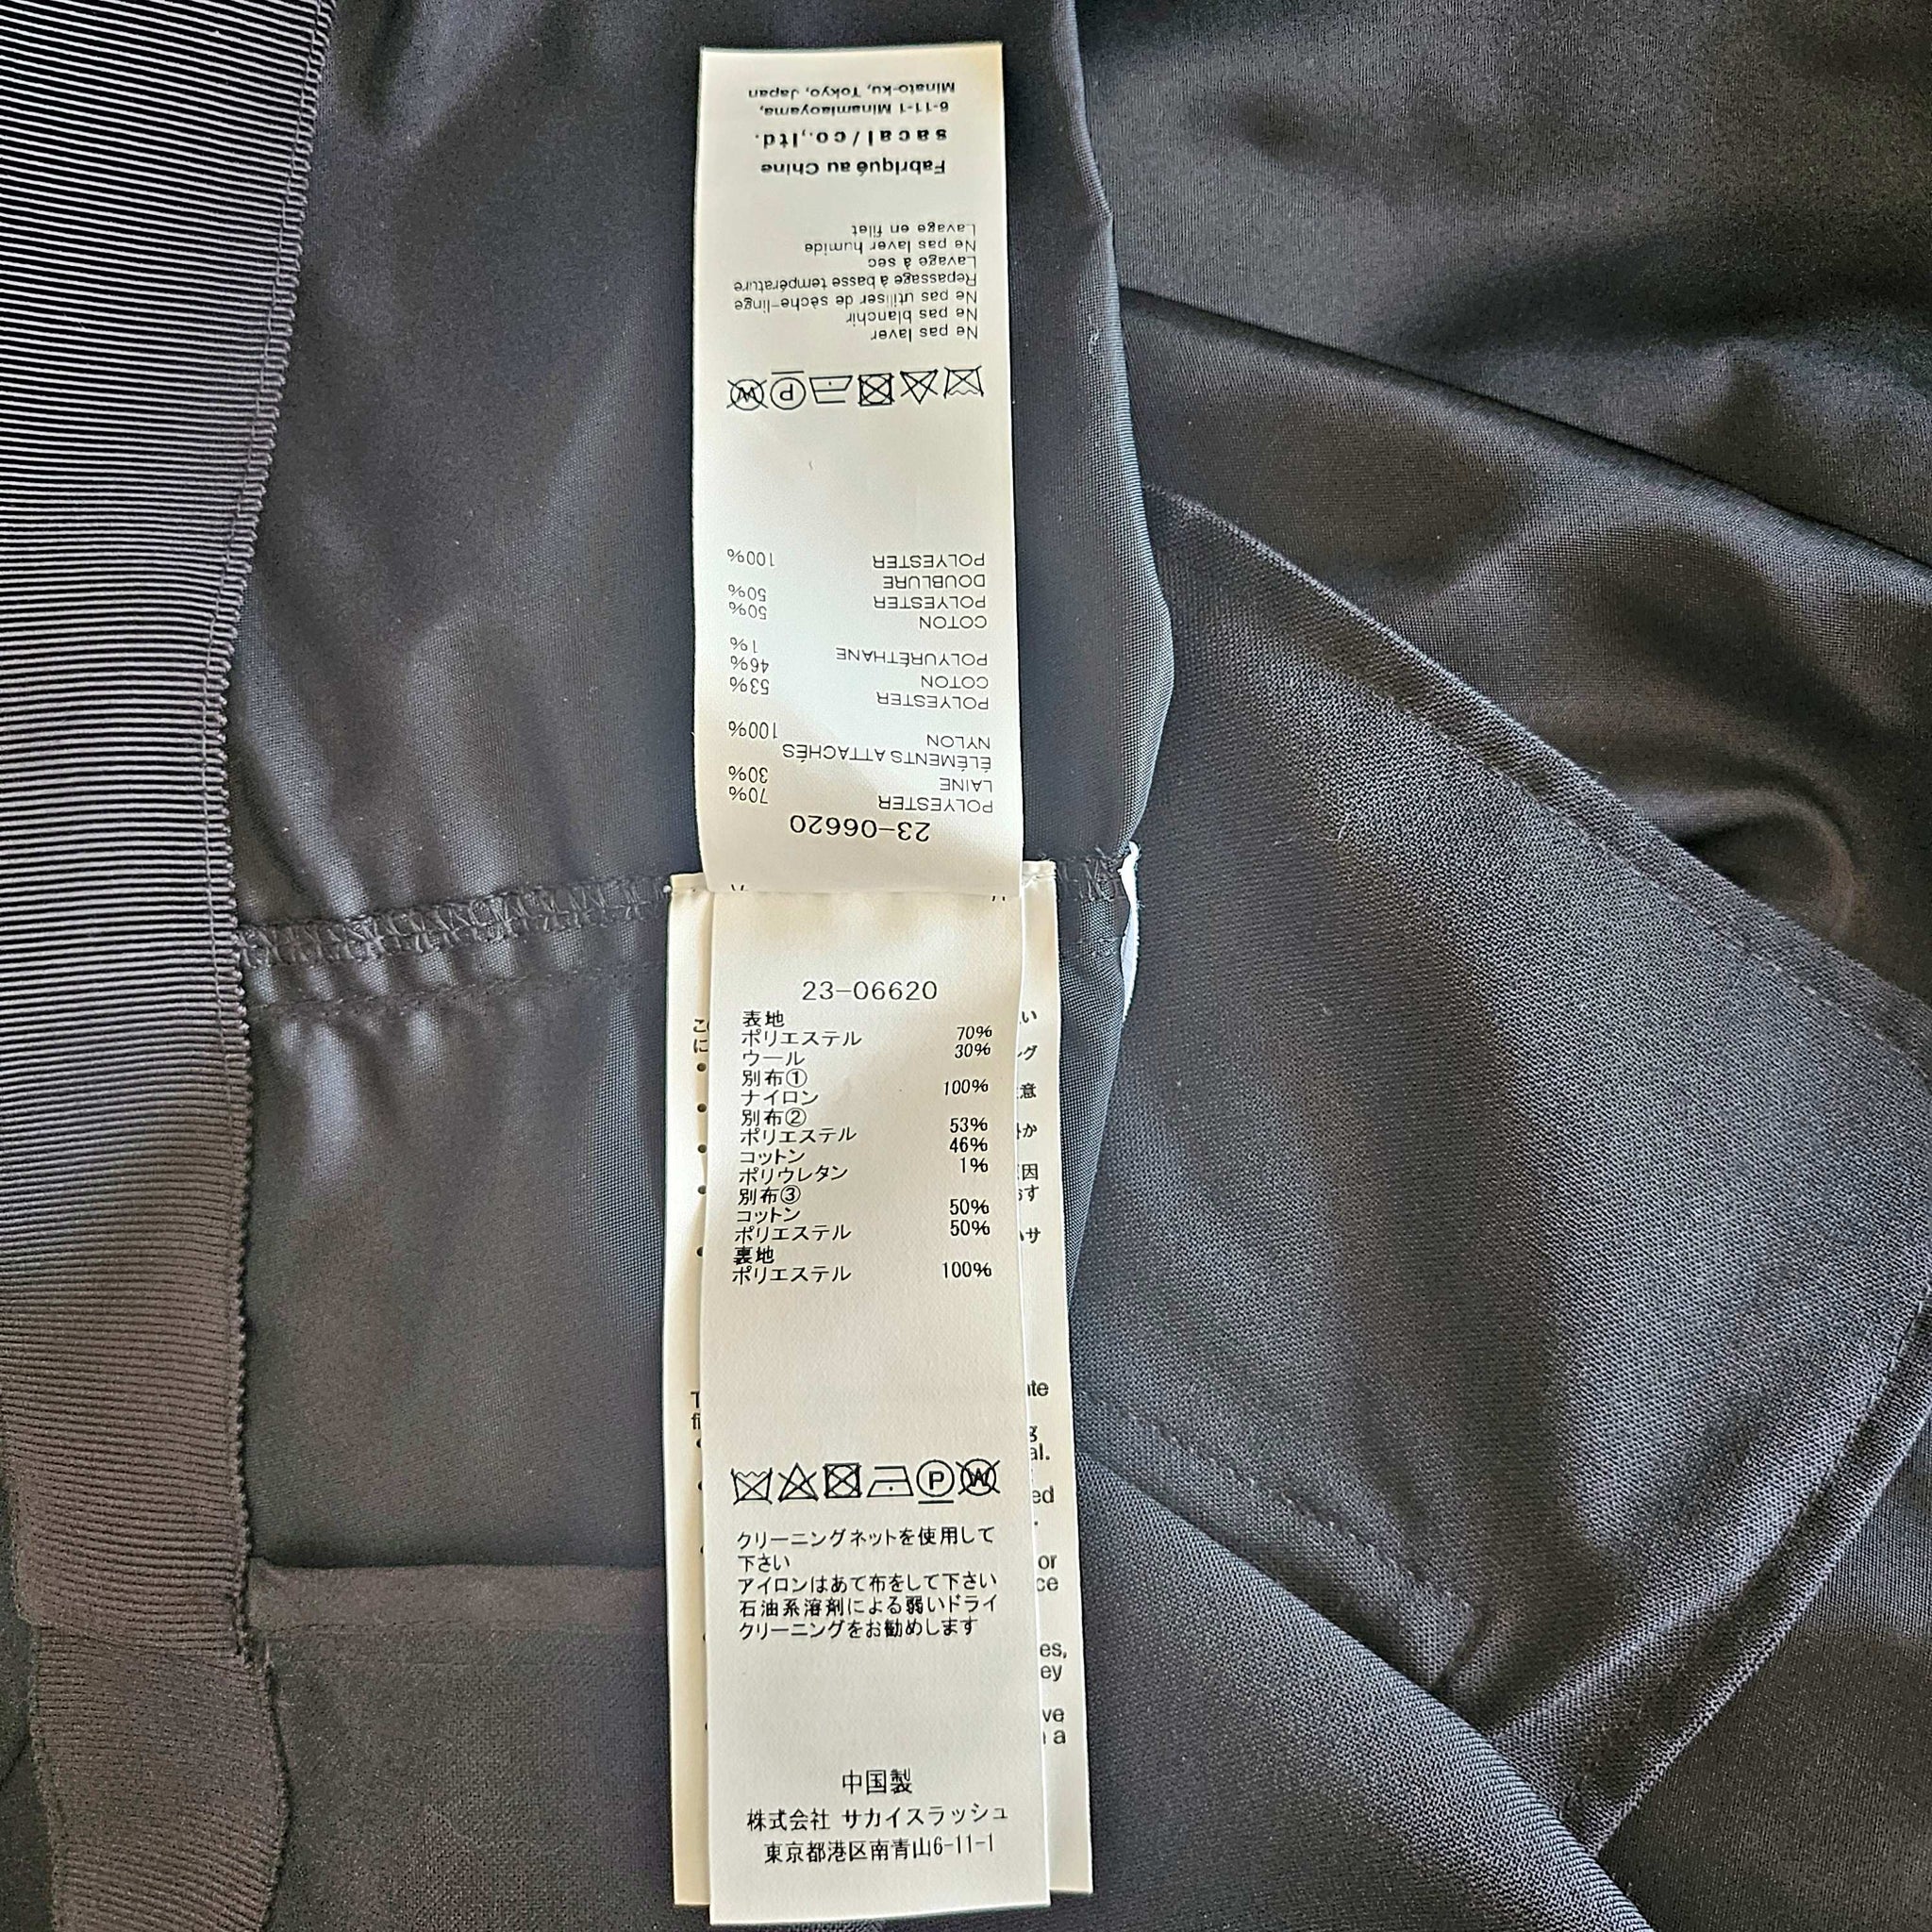 23-06620
POLYESTER 70%
LAINE 30%
ÉLÉMENTS ATTACHÉS
NYLON 100%
POLYESTER 53%
COTON 46%
POLYURÉTHANE 1%
COTON 50%
POLYESTER 50%
DOUBLURE
POLYESTER 100%
Ne pas laver
Ne pas blanchir
Ne pas utiliser de sèche-linge
Repassage à basse température
Lavage à sec
Ne pas laver humide
Lavage en filet
Fabriqué au Chine
sacai/co.,ltd.
6-11-1 Minamiaoyama,
Minato-ku, Tokyo, Japan
23-06620
表地
ポリエステル 70%
ウール 30%
別布①
ナイロン 100%
別布②
ポリエステル 53%
コットン 46%
ポリウレタン 1%
別布③
コットン 50%
ポリエステル 50%
裏地
ポリエステル 100%
クリーニングネットを使用して
下さい
アイロンはあて布をして下さい
石油系溶剤による弱いドライ
クリーニングをお勧めします
中国製
株式会社 サカイスラッシュ
東京都港区南青山6-11-1